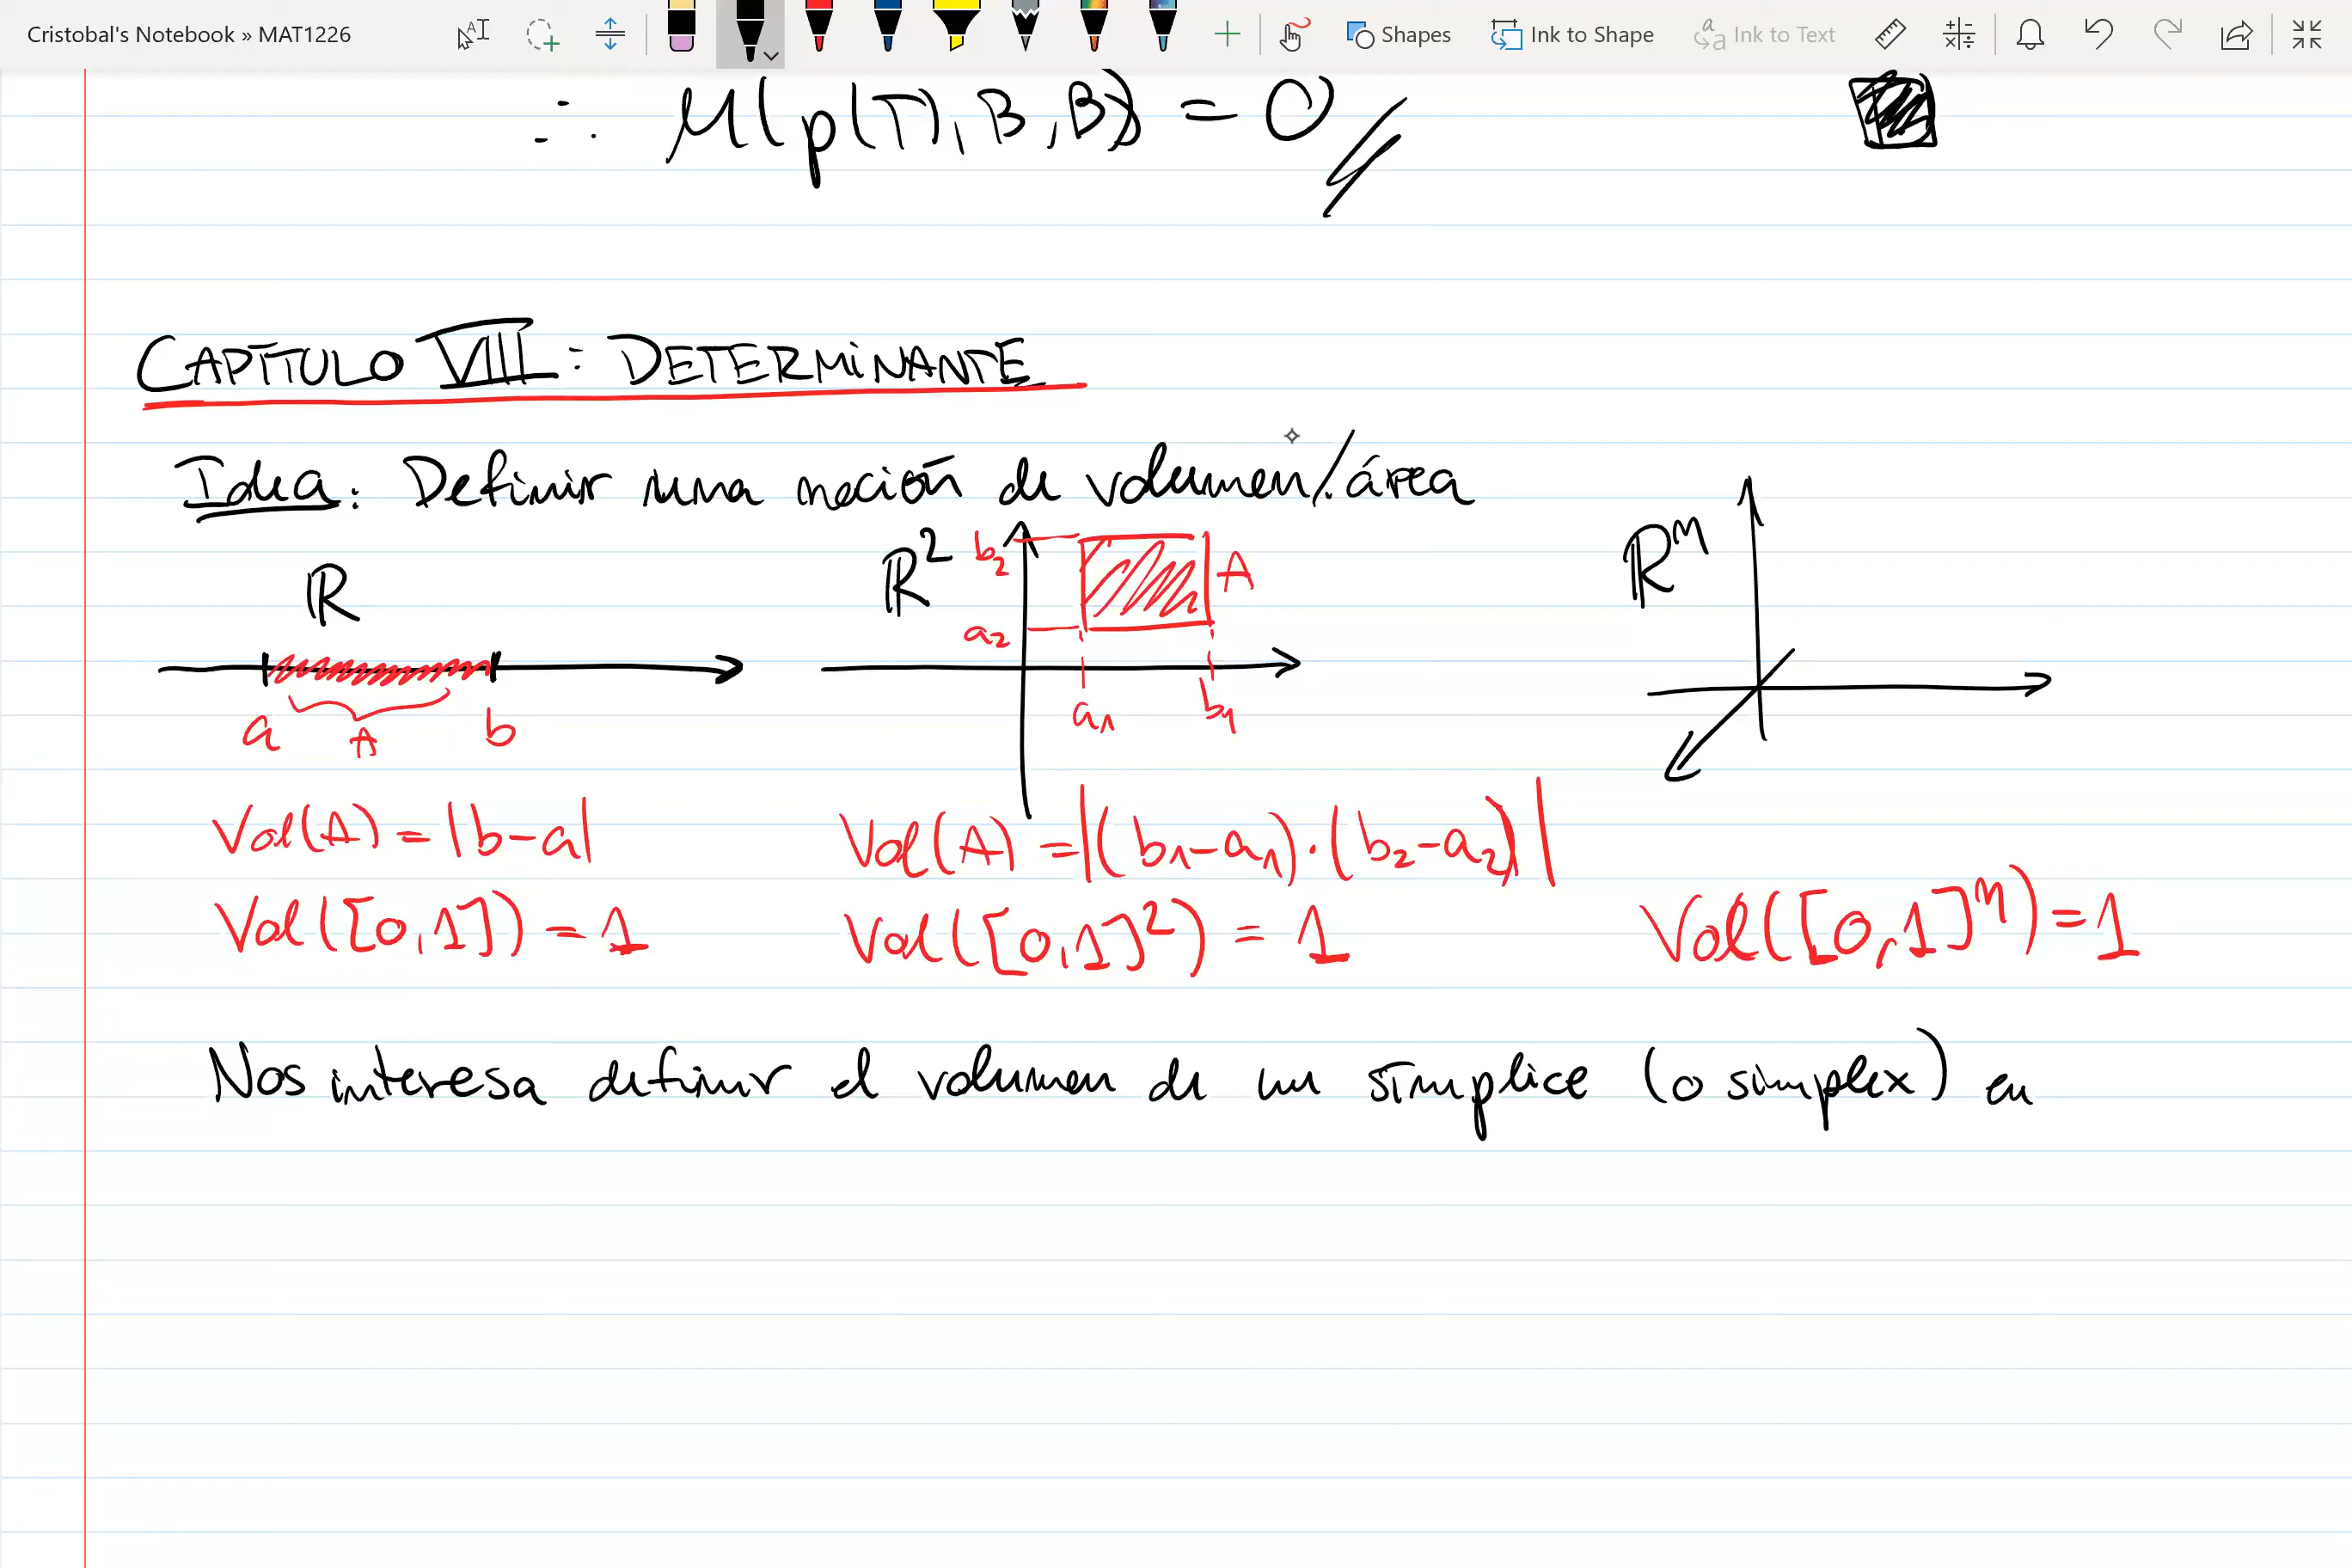 Cristobal's Notebook » MAT1226 Shapes Ink to Shape Ink to Text
∴ M(p(T), B, B) = 0
CAPÍTULO VIII: DETERMINANTE
Idea: Definir una noción de volumen/área
ℝ
a A b
Vol(A) = |b-a|
Vol([0,1]) = 1
ℝ²
b₂
A
a₂
a₁ b₁
Vol(A) = |(b₁-a₁)·(b₂-a₂)|
Vol([0,1]²) = 1
ℝⁿ
Vol([0,1]ⁿ) = 1
Nos interesa definir el volumen de un simplice (o simplex) en